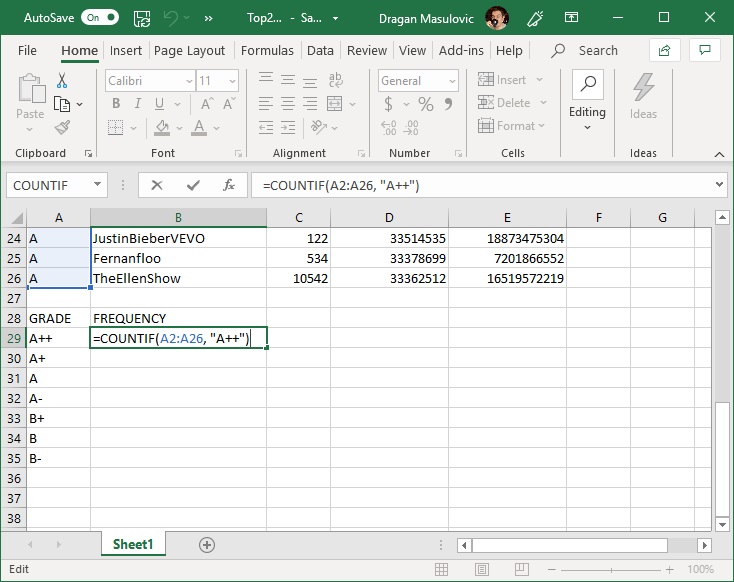 AutoSave On » Top2... - Sa... Dragan Masulovic
File Home Insert Page Layout Formulas Data Review View Add-ins Help Search
Paste
Clipboard
Calibri 11
B I U A A
A
Font
ab
Alignment
General
$ % 9
Number
Insert
Delete
Format
Cells
Editing
Ideas
Ideas
COUNTIF fx =COUNTIF(A2:A26, "A++")
A B C D E F G
24 A JustinBieberVEVO 122 33514535 18873475304
25 A Fernanfloo 534 33378699 7201866552
26 A TheEllenShow 10542 33362512 16519572219
27
28 GRADE FREQUENCY
29 A++ =COUNTIF(A2:A26, "A++")
30 A+
31 A
32 A-
33 B+
34 B
35 B-
36
37
38
Sheet1
Edit 100%